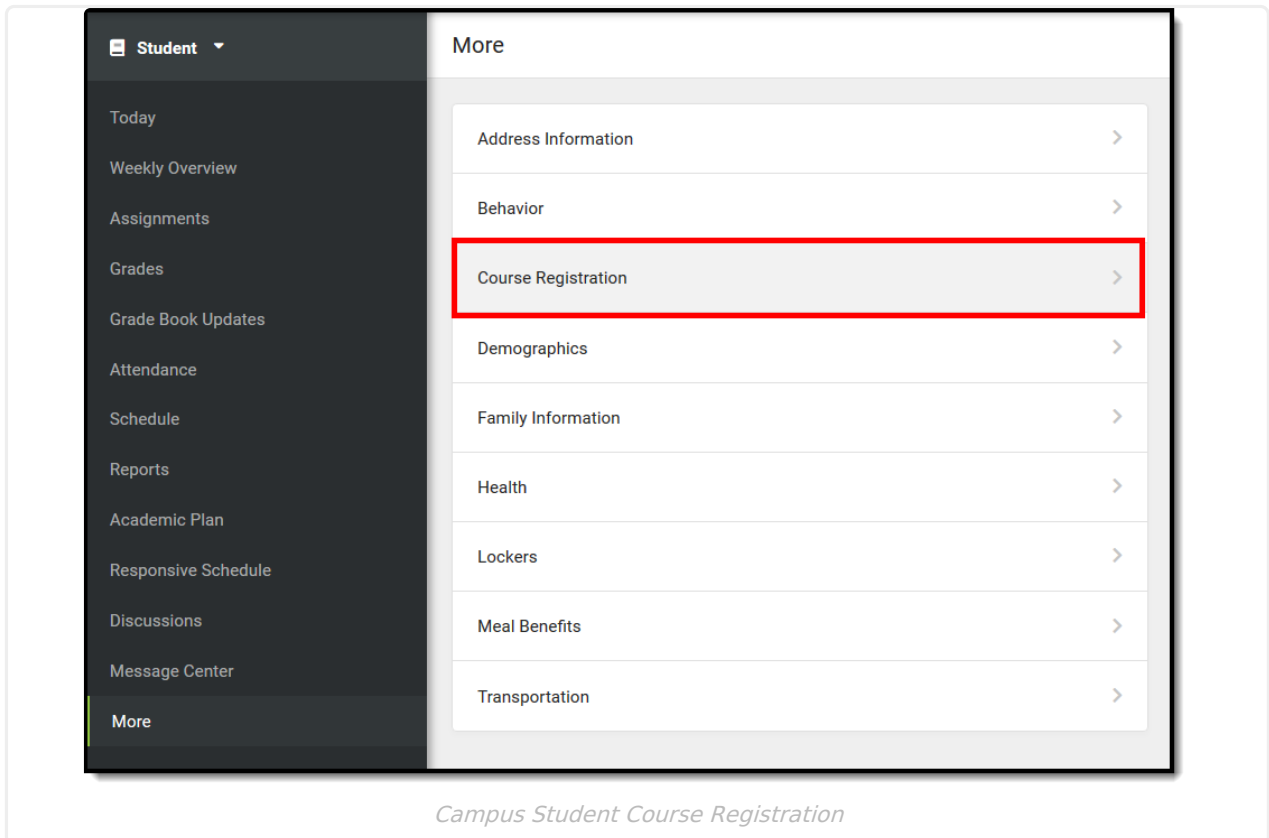 Student
Today
Weekly Overview
Assignments
Grades
Grade Book Updates
Attendance
Schedule
Reports
Academic Plan
Responsive Schedule
Discussions
Message Center
More
More
Address Information
Behavior
Course Registration
Demographics
Family Information
Health
Lockers
Meal Benefits
Transportation
Campus Student Course Registration